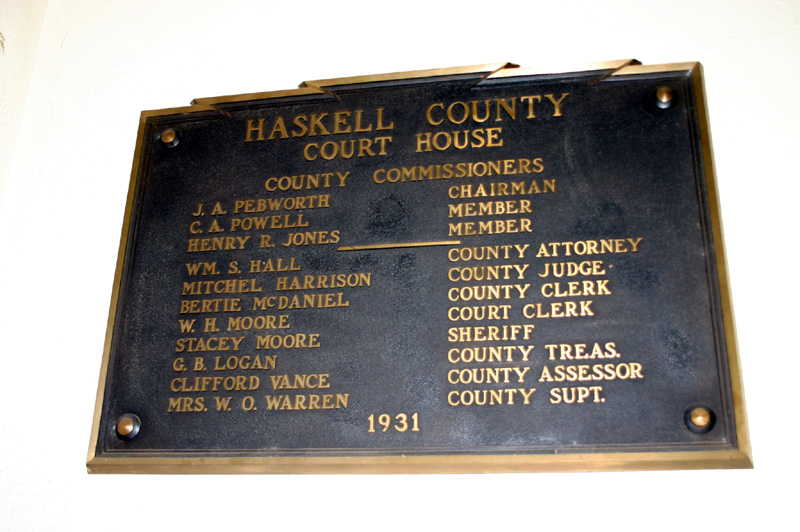 HASKELL COUNTY
COURT HOUSE
COUNTY COMMISSIONERS
J. A. PEBWORTH CHAIRMAN
C. A. POWELL MEMBER
HENRY R. JONES MEMBER
WM. S. HALL COUNTY ATTORNEY
MITCHEL HARRISON COUNTY JUDGE
BERTIE MCDANIEL COUNTY CLERK
W. H. MOORE COURT CLERK
STACEY MOORE SHERIFF
G. B. LOGAN COUNTY TREAS.
CLIFFORD VANCE COUNTY ASSESSOR
MRS. W. O. WARREN COUNTY SUPT.
1931